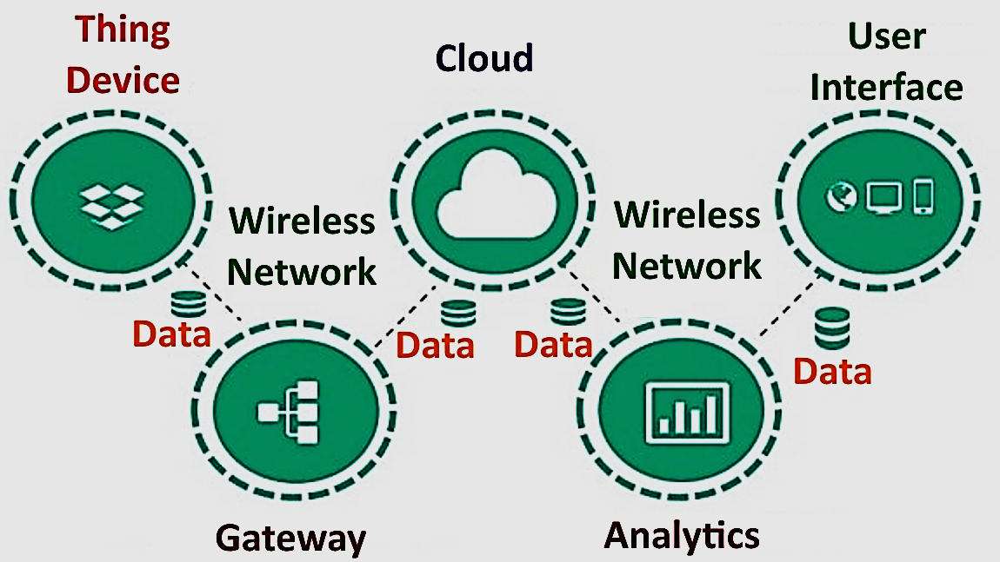 Thing
Device
Cloud
User
Interface
Wireless
Network
Wireless
Network
Data
Data
Data
Data
Gateway
Analytics